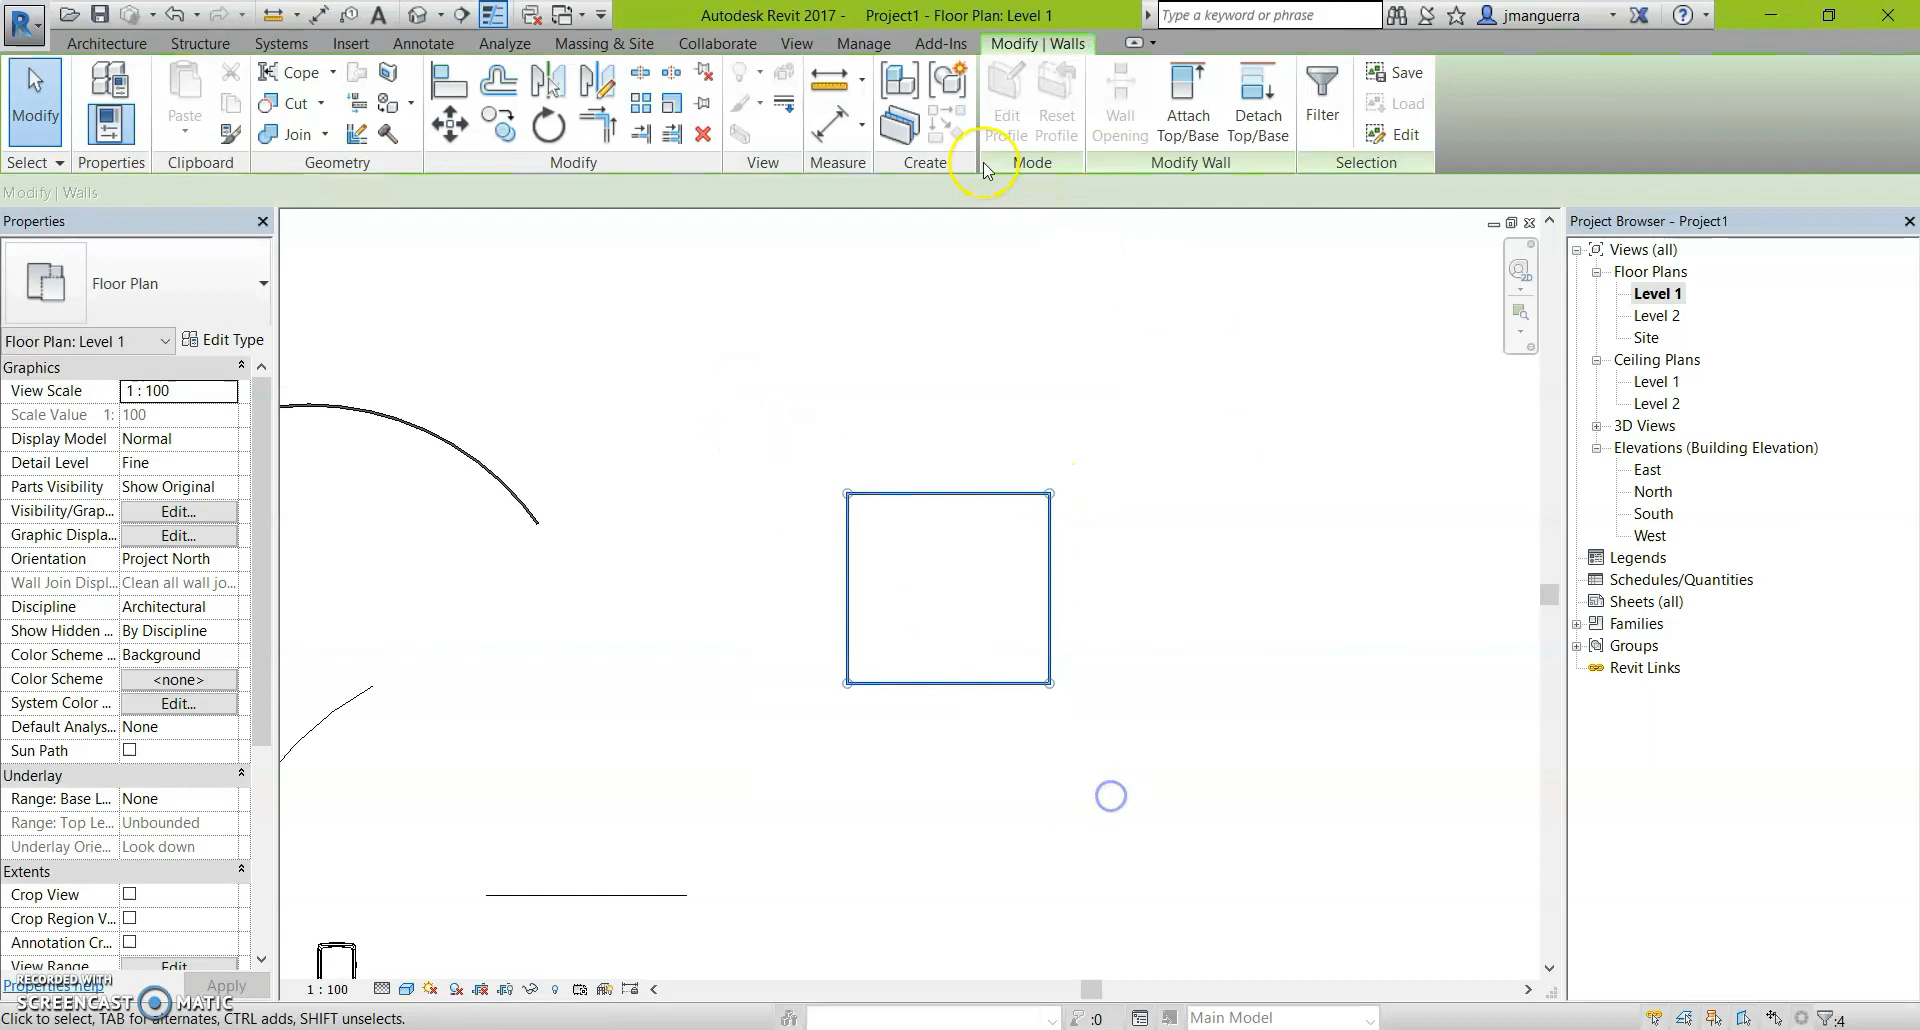 Autodesk Revit 2017 - Project1 - Floor Plan: Level 1
Type a keyword or phrase
jmanguerra
Architecture Structure Systems Insert Annotate Analyze Massing & Site Collaborate View Manage Add-Ins Modify | Walls
Modify
Paste
Cope
Cut
Join
Edit Profile
Reset Profile
Wall Opening
Attach Top/Base
Detach Top/Base
Filter
Save
Load
Edit
Select Properties Clipboard Geometry Modify View Measure Create Mode Modify Wall Selection
Modify | Walls
Properties
Floor Plan
Floor Plan: Level 1 Edit Type
Graphics
View Scale 1 : 100
Scale Value 1: 100
Display Model Normal
Detail Level Fine
Parts Visibility Show Original
Visibility/Grap... Edit...
Graphic Displa... Edit...
Orientation Project North
Wall Join Displ... Clean all wall jo...
Discipline Architectural
Show Hidden ... By Discipline
Color Scheme ... Background
Color Scheme <none>
System Color ... Edit...
Default Analys... None
Sun Path
Underlay
Range: Base L... None
Range: Top Le... Unbounded
Underlay Orie... Look down
Extents
Crop View
Crop Region V...
Annotation Cr...
View Range Edit
Properties help Apply
RECORDED WITH
SCREENCAST MATIC
1 : 100
2D
Project Browser - Project1
Views (all)
Floor Plans
Level 1
Level 2
Site
Ceiling Plans
Level 1
Level 2
3D Views
Elevations (Building Elevation)
East
North
South
West
Legends
Schedules/Quantities
Sheets (all)
Families
Groups
Revit Links
Click to select, TAB for alternates, CTRL adds, SHIFT unselects.
:0
Main Model
:4